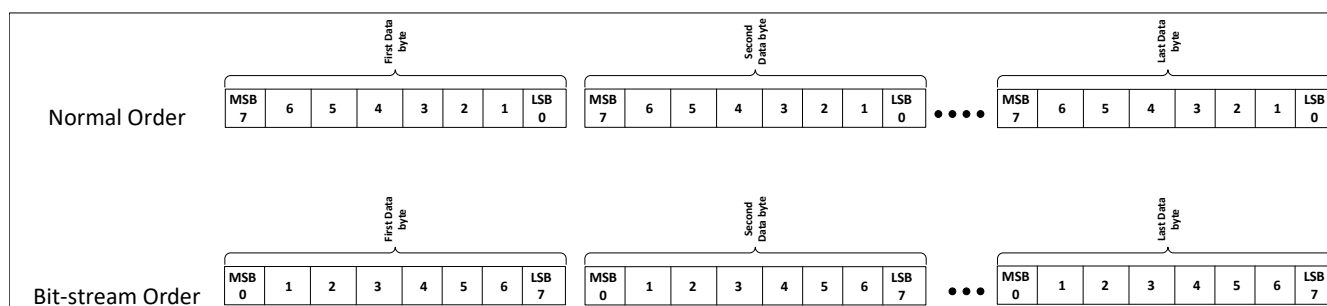 First Data
byte
Second
Data byte
Last Data
byte
Normal Order
MSB
7 6 5 4 3 2 1 LSB
0
MSB
7 6 5 4 3 2 1 LSB
0
MSB
7 6 5 4 3 2 1 LSB
0
First Data
byte
Second
Data byte
Last Data
byte
Bit-stream Order
MSB
0 1 2 3 4 5 6 LSB
7
MSB
0 1 2 3 4 5 6 LSB
7
MSB
0 1 2 3 4 5 6 LSB
7